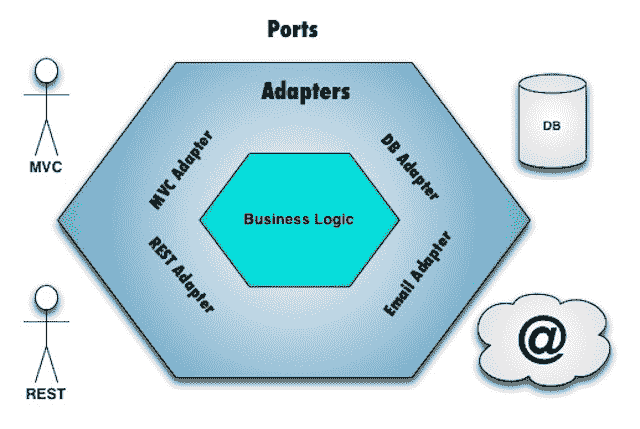 Ports
Adapters
MVC
MVC Adapter
DB Adapter
DB
Business Logic
REST Adapter
Email Adapter
REST
@